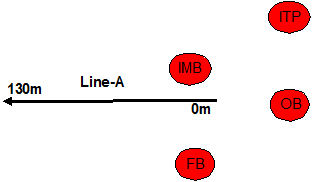 ITP
IMB
Line-A
130m
0m
OB
FB